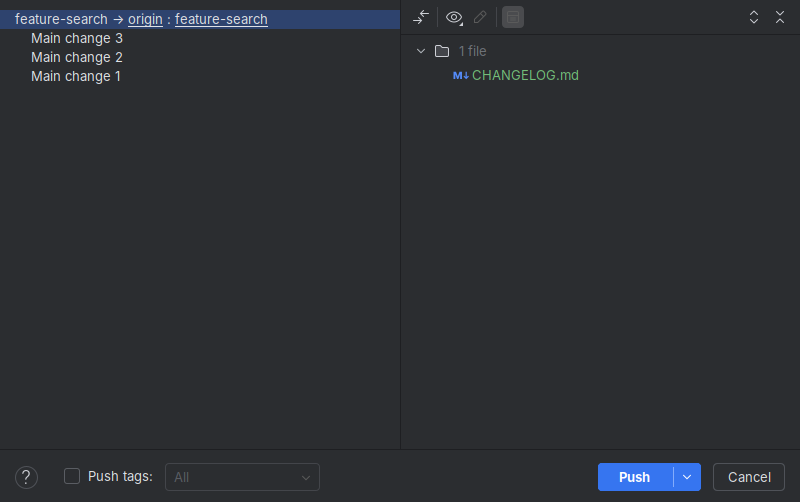 feature-search → origin : feature-search
Main change 3
Main change 2
Main change 1
1 file
M↓ CHANGELOG.md
? Push tags: All Push Cancel